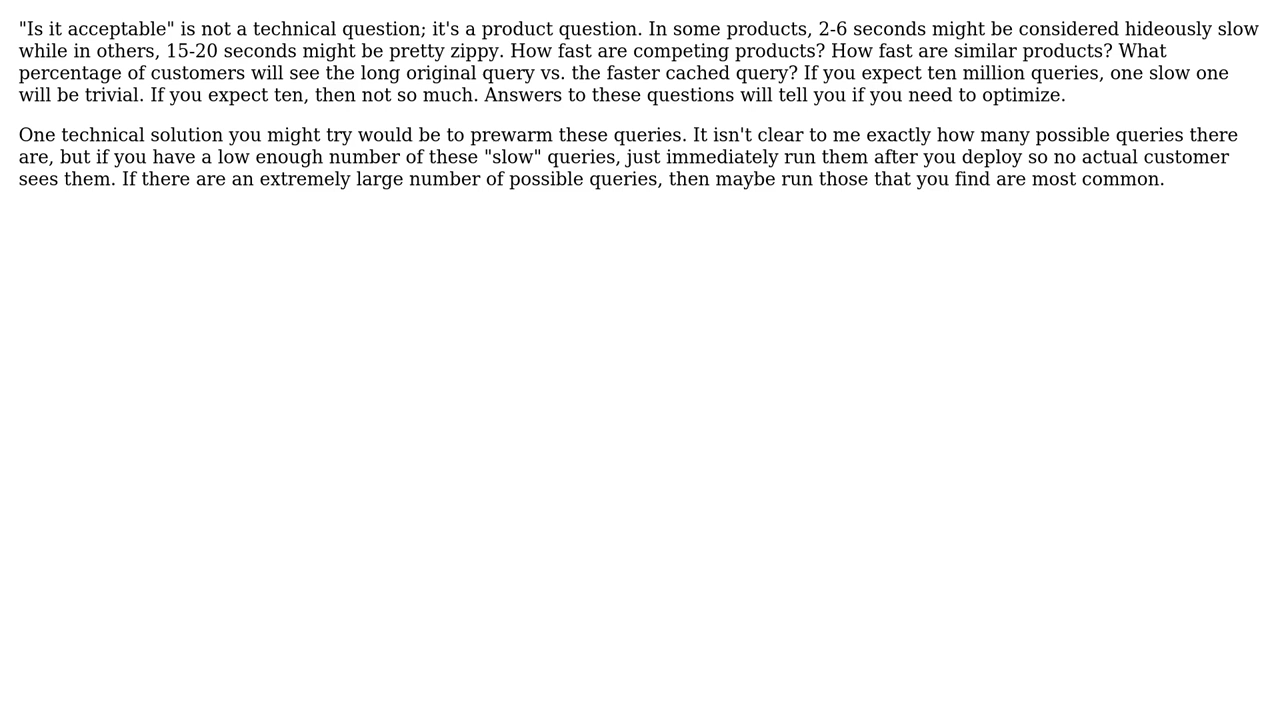 "Is it acceptable" is not a technical question; it's a product question. In some products, 2-6 seconds might be considered hideously slow
while in others, 15-20 seconds might be pretty zippy. How fast are competing products? How fast are similar products? What
percentage of customers will see the long original query vs. the faster cached query? If you expect ten million queries, one slow one
will be trivial. If you expect ten, then not so much. Answers to these questions will tell you if you need to optimize.
One technical solution you might try would be to prewarm these queries. It isn't clear to me exactly how many possible queries there
are, but if you have a low enough number of these "slow" queries, just immediately run them after you deploy so no actual customer
sees them. If there are an extremely large number of possible queries, then maybe run those that you find are most common.